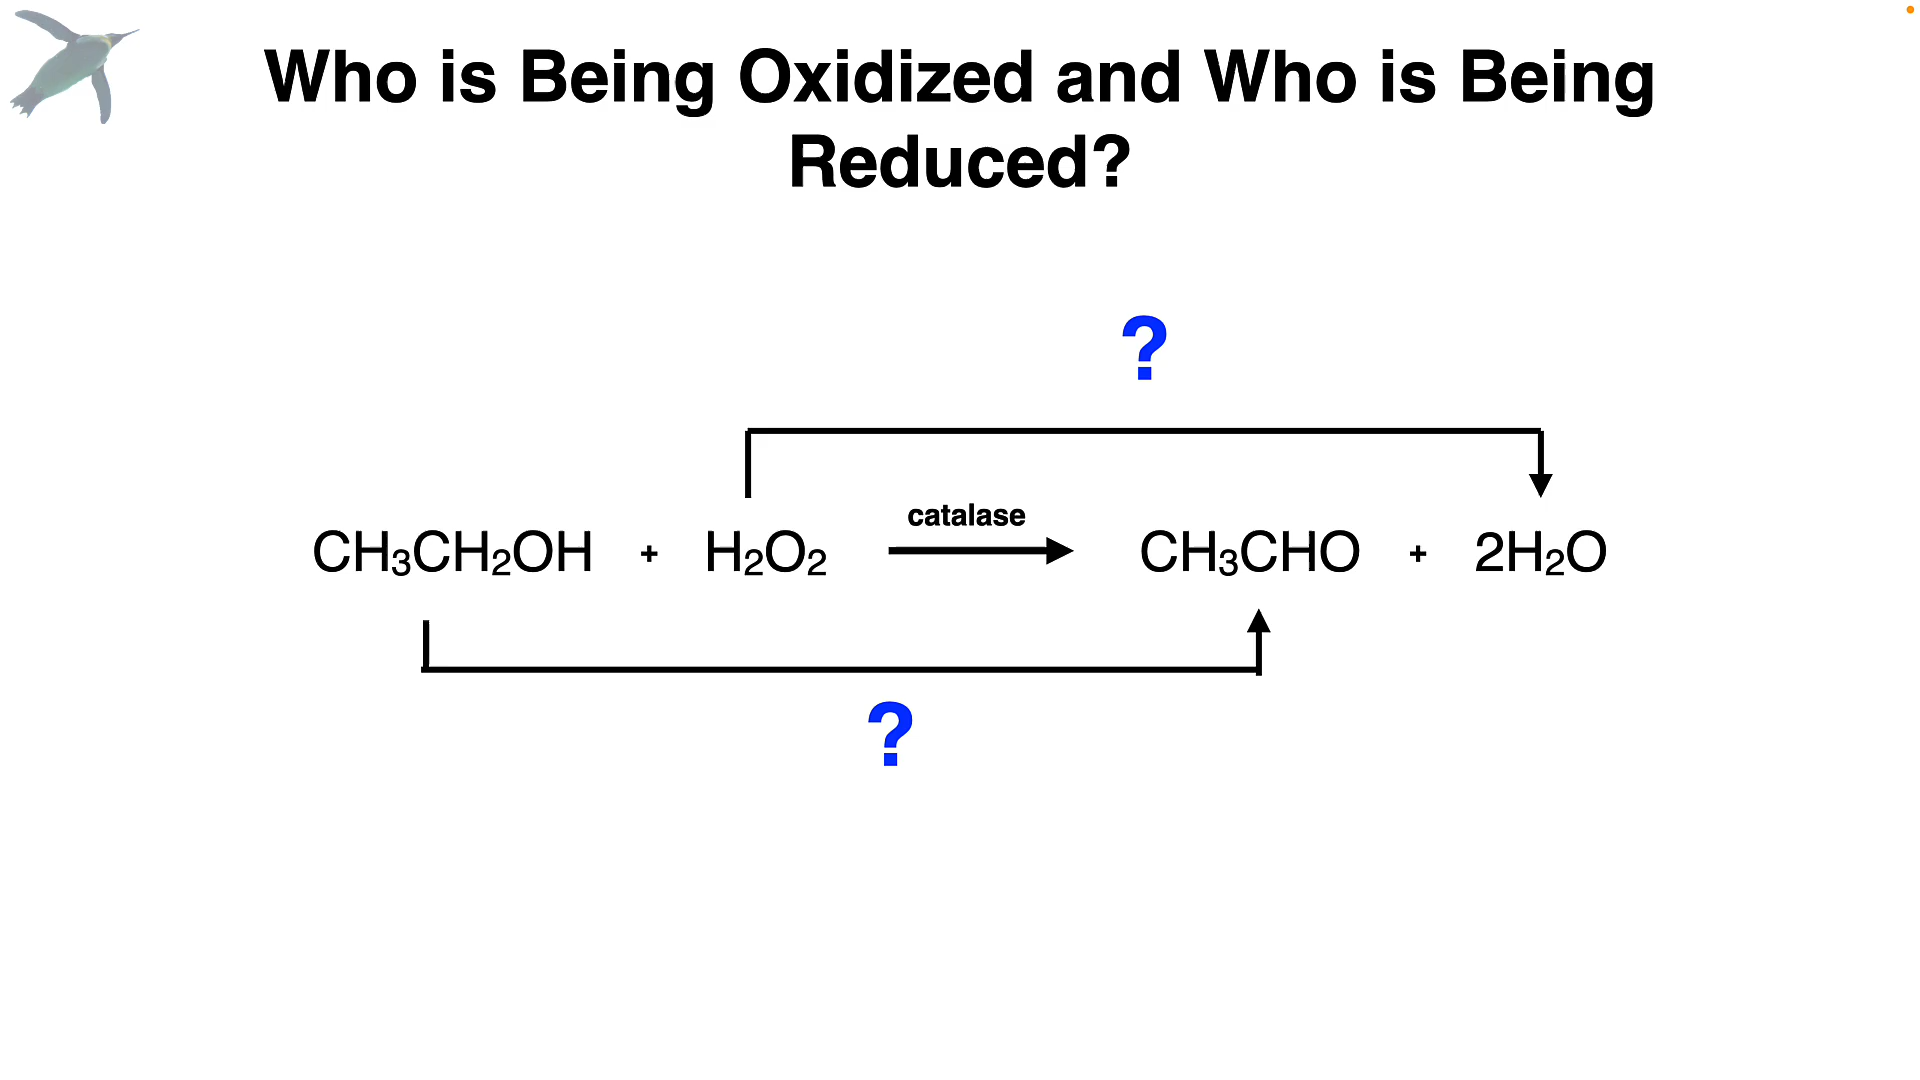 Who is Being Oxidized and Who is Being
Reduced?
?
catalase
CH₃CH₂OH + H₂O₂ CH₃CHO + 2H₂O
?